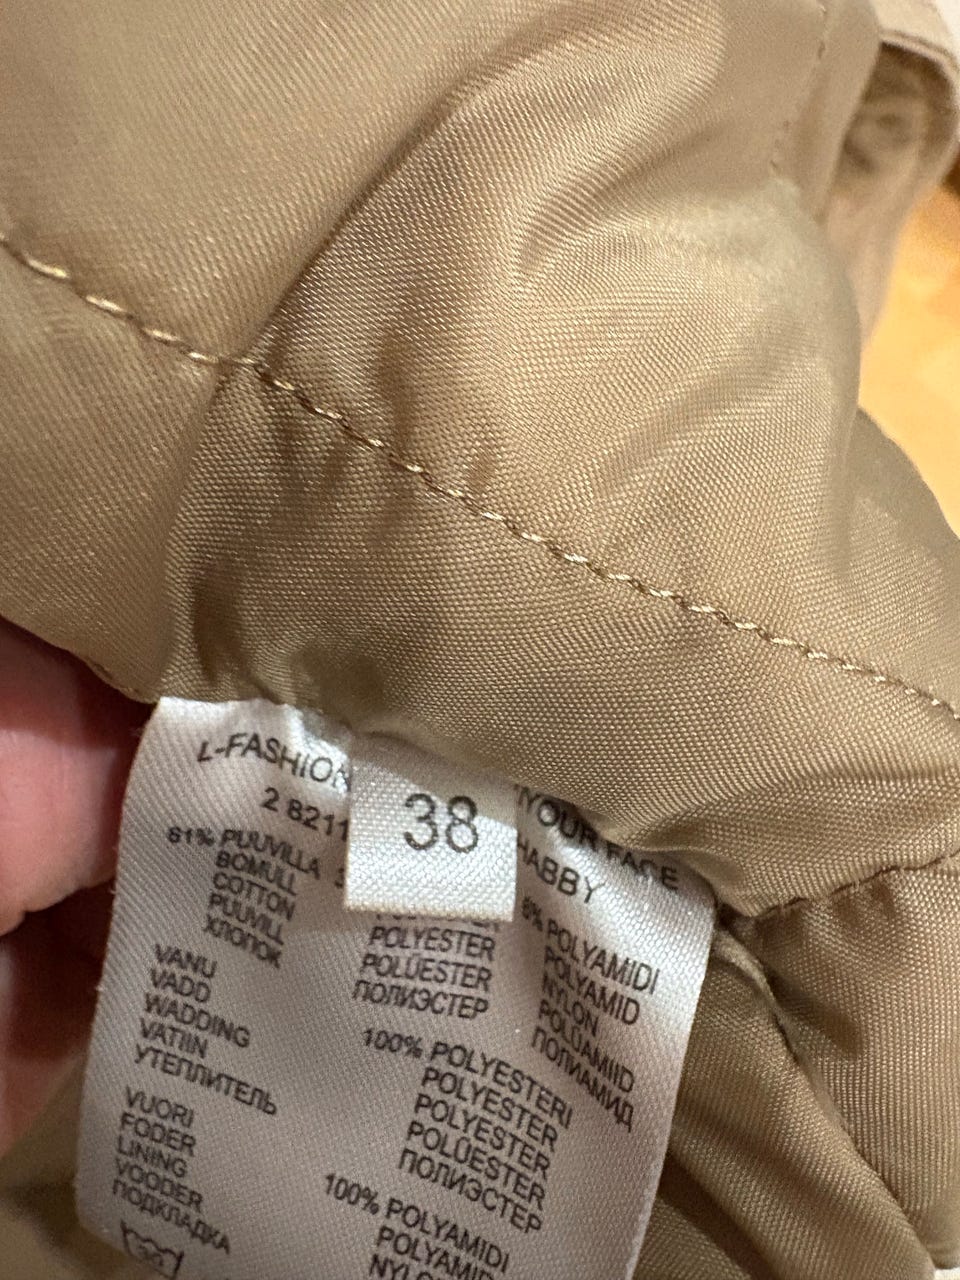 L-FASHION YOUR FACE
2 8211 38 HABBY
61% PUUVILLA
BOMULL
COTTON
PUUVILL
ХЛОПОК
POLYESTER
POLÜESTER
ПОЛИЭСТЕР
8% POLYAMIDI
POLYAMID
NYLON
POLÜAMIID
ПОЛИАМИД
VANU
VADD
WADDING
VATIIN
УТЕПЛИТЕЛЬ
100% POLYESTERI
POLYESTER
POLYESTER
POLÜESTER
ПОЛИЭСТЕР
VUORI
FODER
LINING
VOODER
ПОДКЛАДКА
100% POLYAMIDI
POLYAMID
NYLON